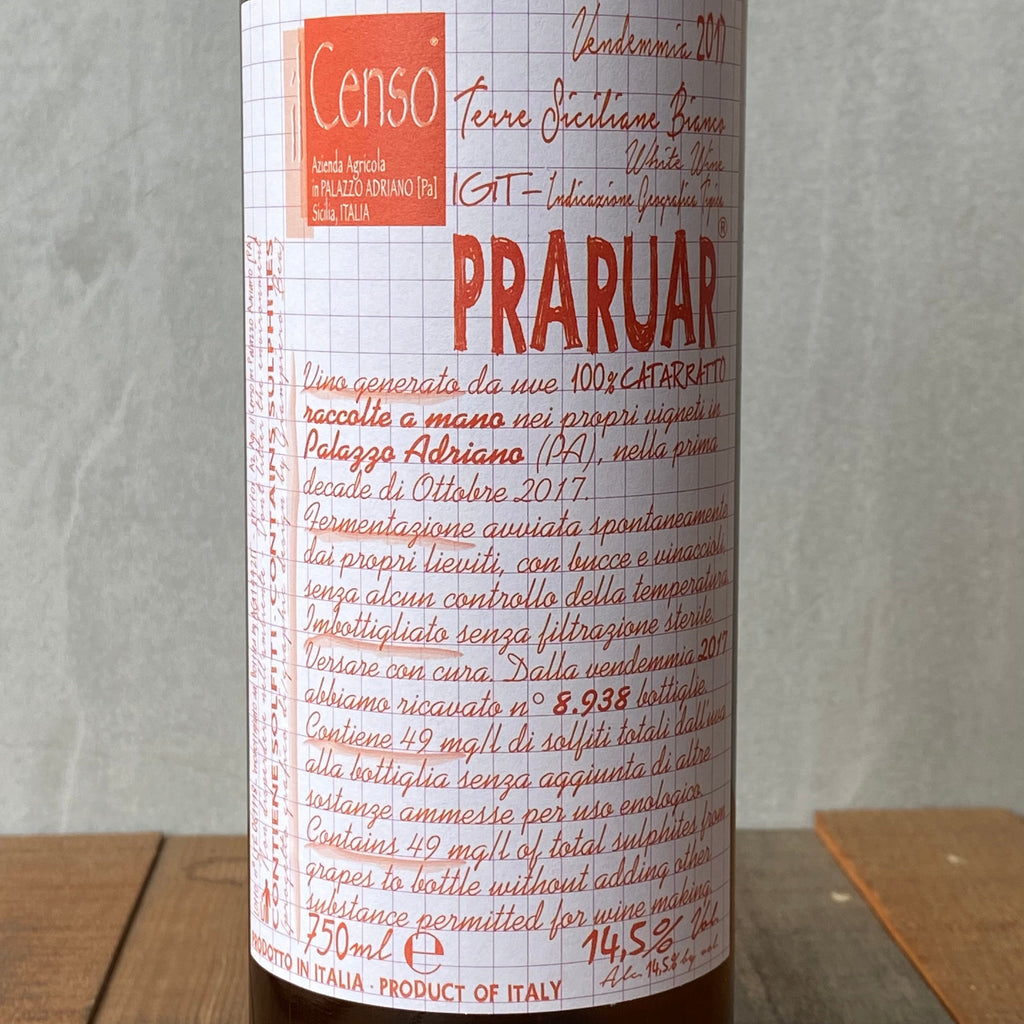 il Censo®
Azienda Agricola
in PALAZZO ADRIANO [Pa]
Sicilia, ITALIA
Vendemmia 2017
Terre Siciliane Bianco
White Wine
IGT - Indicazione Geografica Tipica
PRARUAR®
Vino generato da uve 100% CATARRATTO
raccolte a mano nei propri vigneti in
Palazzo Adriano (PA), nella prima
decade di Ottobre 2017.
Fermentazione avviata spontaneamente
dai propri lieviti, con bucce e vinaccioli,
senza alcun controllo della temperatura.
Imbottigliato senza filtrazione sterile.
Versare con cura. Dalla vendemmia 2017
abbiamo ricavato n° 8.938 bottiglie.
Contiene 49 mg/l di solfiti totali dall'uva
alla bottiglia senza aggiunta di altre
sostanze ammesse per uso enologico.
Contains 49 mg/l of total sulphites from
grapes to bottle without adding other
substance permitted for wine making.
750ml e
14,5% Vol.
Alc. 14,5% by vol.
PRODOTTO IN ITALIA · PRODUCT OF ITALY
CONTIENE SOLFITI · CONTAINS SULPHITES